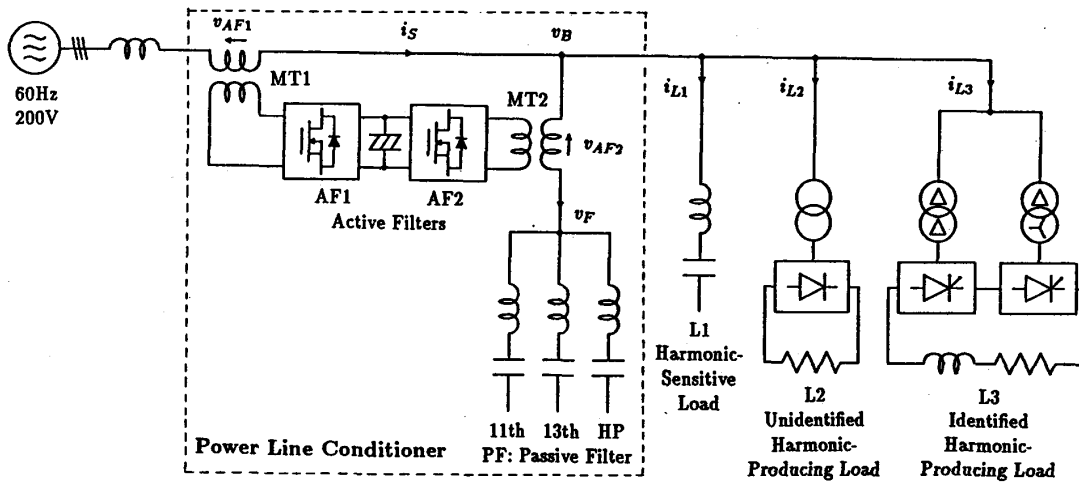 v_AF1
i_S
v_B
MT1
MT2
i_L1
i_L2
i_L3
60Hz
200V
v_AF2
AF1
AF2
Active Filters
v_F
Δ
Δ
Δ
L1
Harmonic-
Sensitive
Load
L2
Unidentified
Harmonic-
Producing Load
L3
Identified
Harmonic-
Producing Load
11th 13th HP
PF: Passive Filter
Power Line Conditioner